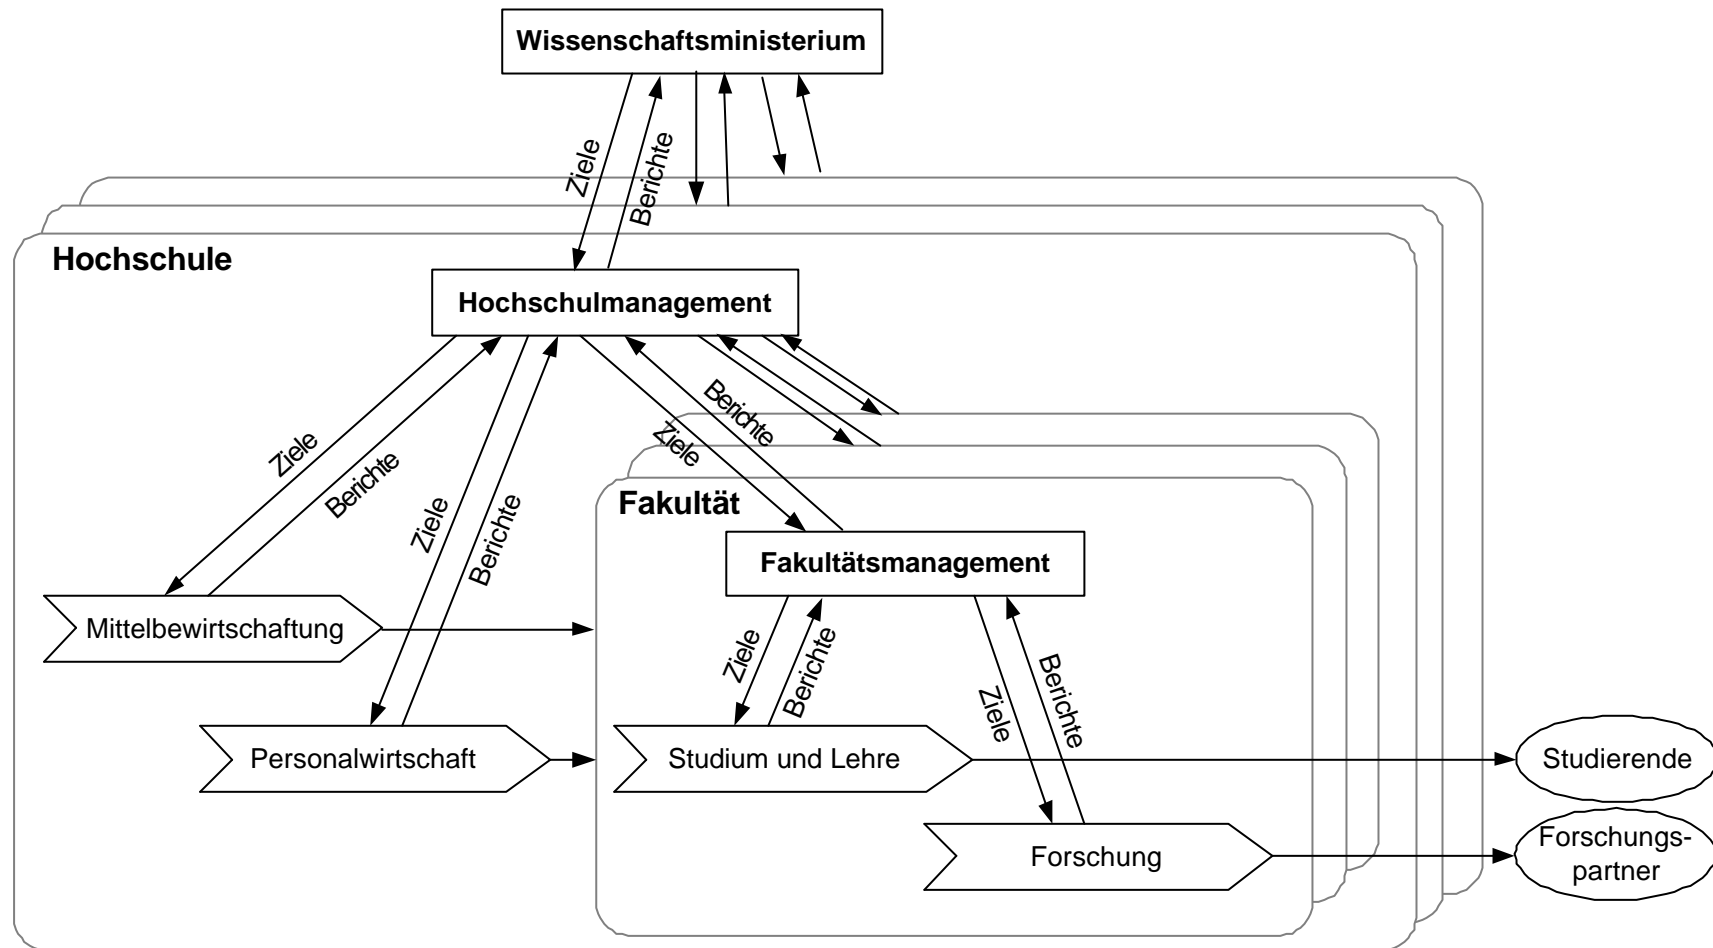 Wissenschaftsministerium
Ziele
Berichte
Hochschule
Hochschulmanagement
Ziele
Berichte
Ziele
Berichte
Ziele
Berichte
Fakultät
Fakultätsmanagement
Mittelbewirtschaftung
Ziele
Berichte
Ziele
Berichte
Personalwirtschaft
Studium und Lehre
Studierende
Forschung
Forschungs-
partner